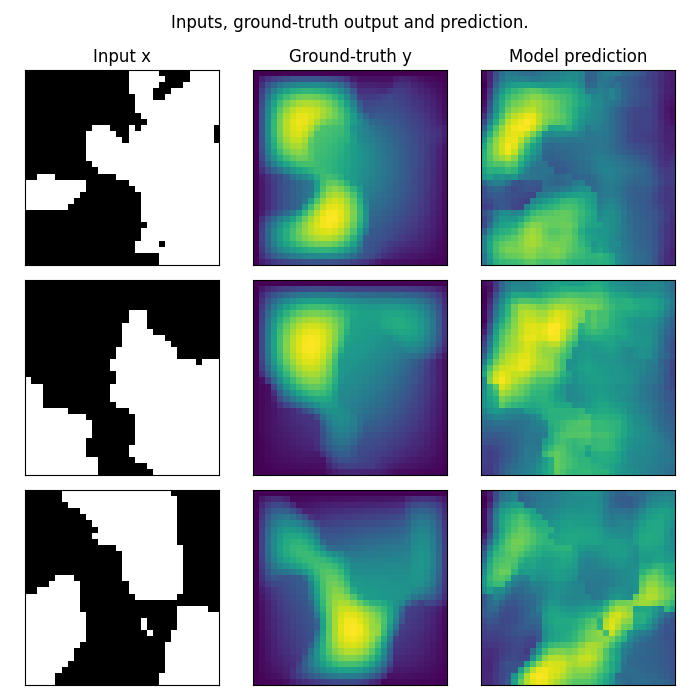 Inputs, ground-truth output and prediction.
Input x
Ground-truth y
Model prediction